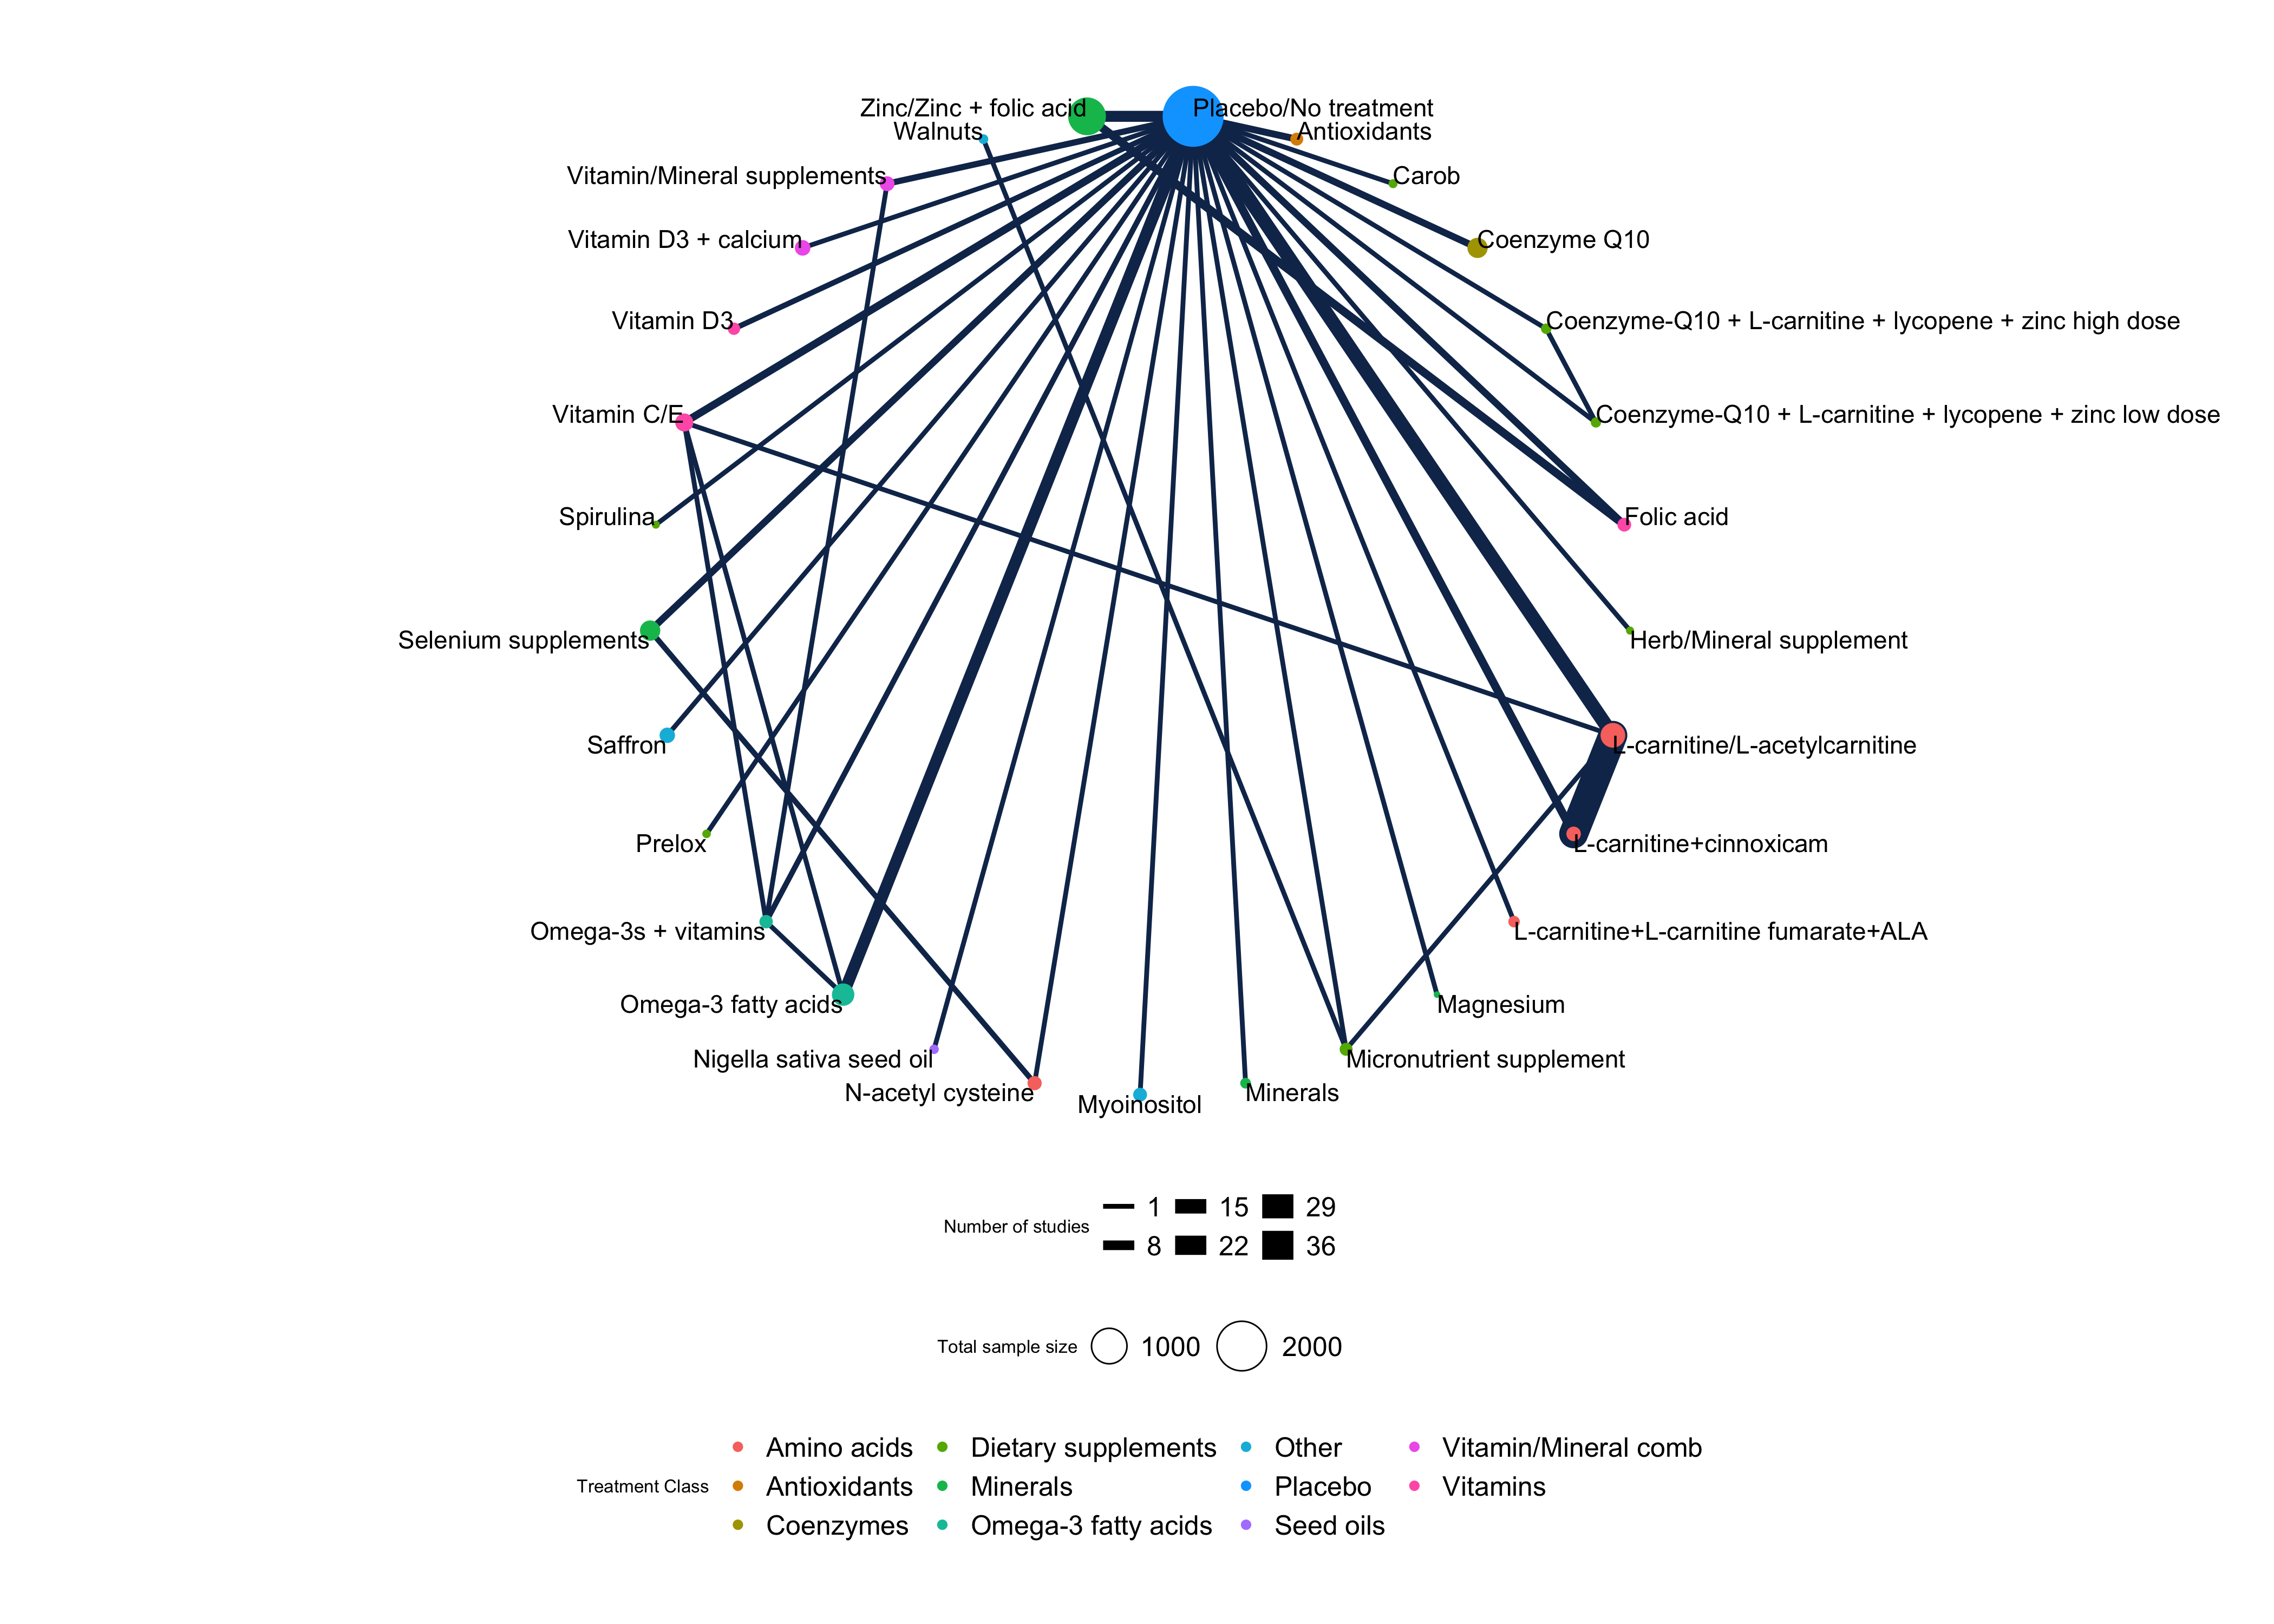 Zinc/Zinc + folic acid
Placebo/No treatment
Walnuts
Antioxidants
Vitamin/Mineral supplements
Carob
Vitamin D3 + calcium
Coenzyme Q10
Vitamin D3
Coenzyme-Q10 + L-carnitine + lycopene + zinc high dose
Vitamin C/E
Coenzyme-Q10 + L-carnitine + lycopene + zinc low dose
Spirulina
Folic acid
Selenium supplements
Herb/Mineral supplement
Saffron
L-carnitine/L-acetylcarnitine
Prelox
L-carnitine+cinnoxicam
Omega-3s + vitamins
L-carnitine+L-carnitine fumarate+ALA
Omega-3 fatty acids
Magnesium
Nigella sativa seed oil
Micronutrient supplement
N-acetyl cysteine
Minerals
Myoinositol
Number of studies
1 15 29
8 22 36
Total sample size 1000 2000
Treatment Class
Amino acids Dietary supplements Other Vitamin/Mineral comb
Antioxidants Minerals Placebo Vitamins
Coenzymes Omega-3 fatty acids Seed oils